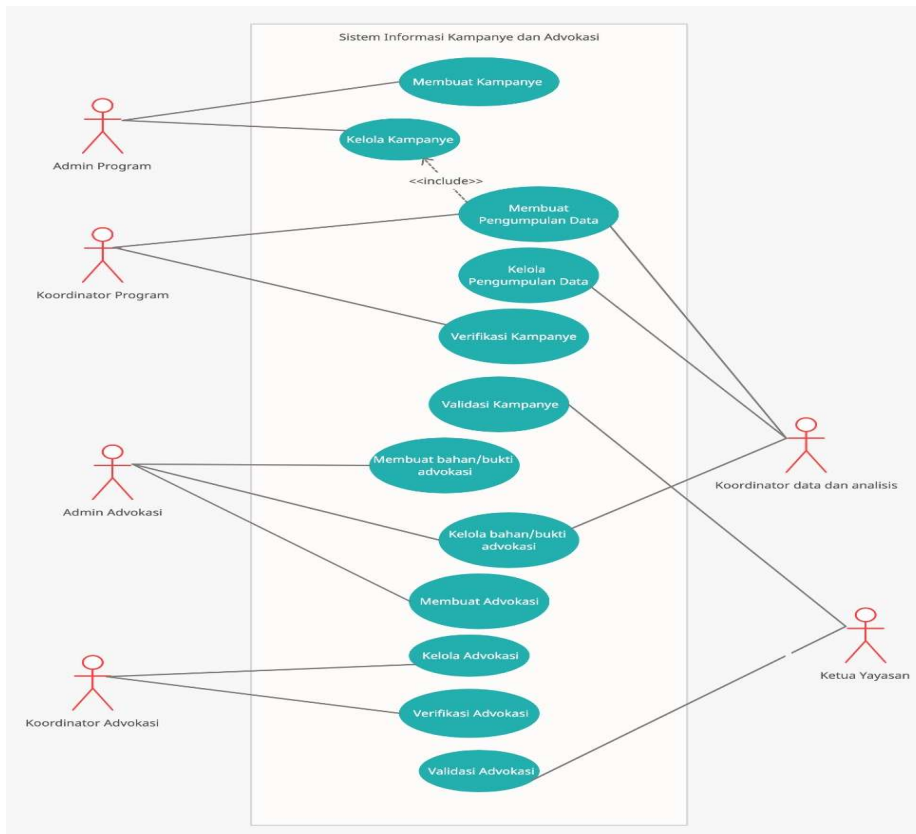 Sistem Informasi Kampanye dan Advokasi
Membuat Kampanye
Kelola Kampanye
Admin Program
<<include>>
Membuat
Pengumpulan Data
Koordinator Program
Kelola
Pengumpulan Data
Verifikasi Kampanye
Validasi Kampanye
Membuat bahan/bukti
advokasi
Koordinator data dan analisis
Admin Advokasi
Kelola bahan/bukti
advokasi
Membuat Advokasi
Kelola Advokasi
Ketua Yayasan
Koordinator Advokasi
Verifikasi Advokasi
Validasi Advokasi